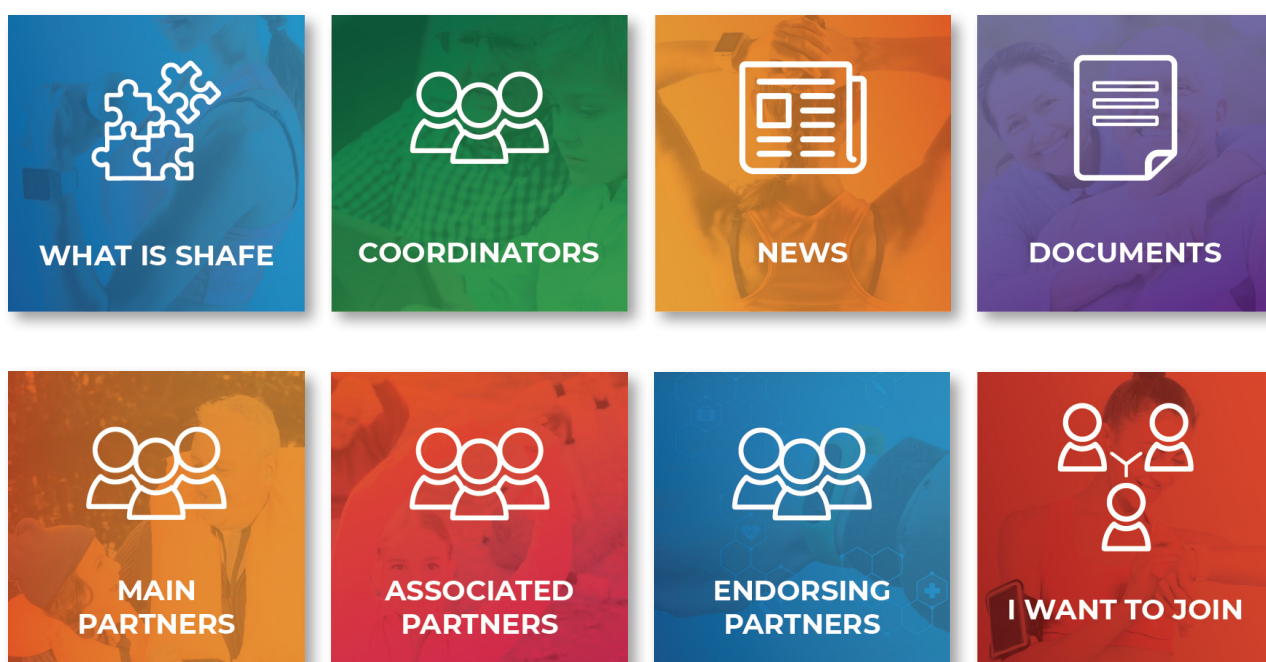 WHAT IS SHAFE
COORDINATORS
NEWS
DOCUMENTS
MAIN
PARTNERS
ASSOCIATED
PARTNERS
ENDORSING
PARTNERS
I WANT TO JOIN